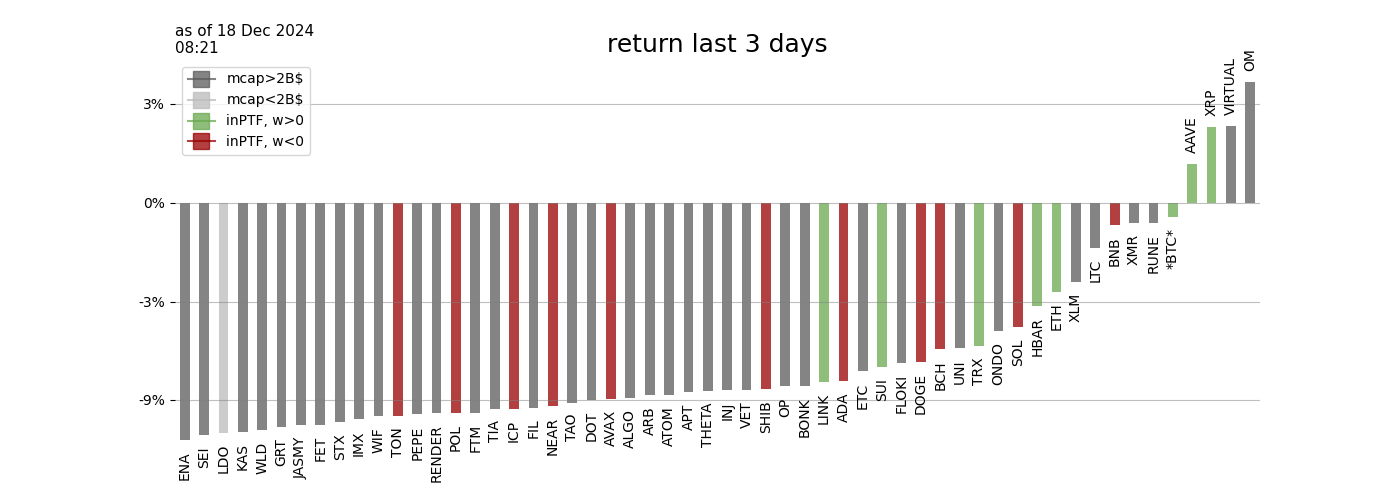 as of 18 Dec 2024
08:21
return last 3 days
mcap>2B$
mcap<2B$
inPTF, w>0
inPTF, w<0
3%
0%
-3%
-9%
ENA
SEI
LDO
KAS
WLD
GRT
JASMY
FET
STX
IMX
WIF
TON
PEPE
RENDER
POL
FTM
TIA
ICP
FIL
NEAR
TAO
DOT
AVAX
ALGO
ARB
ATOM
APT
THETA
INJ
VET
SHIB
OP
BONK
LINK
ADA
ETC
SUI
FLOKI
DOGE
BCH
UNI
TRX
ONDO
SOL
HBAR
ETH
XLM
LTC
BNB
XMR
RUNE
*BTC*
AAVE
XRP
VIRTUAL
OM